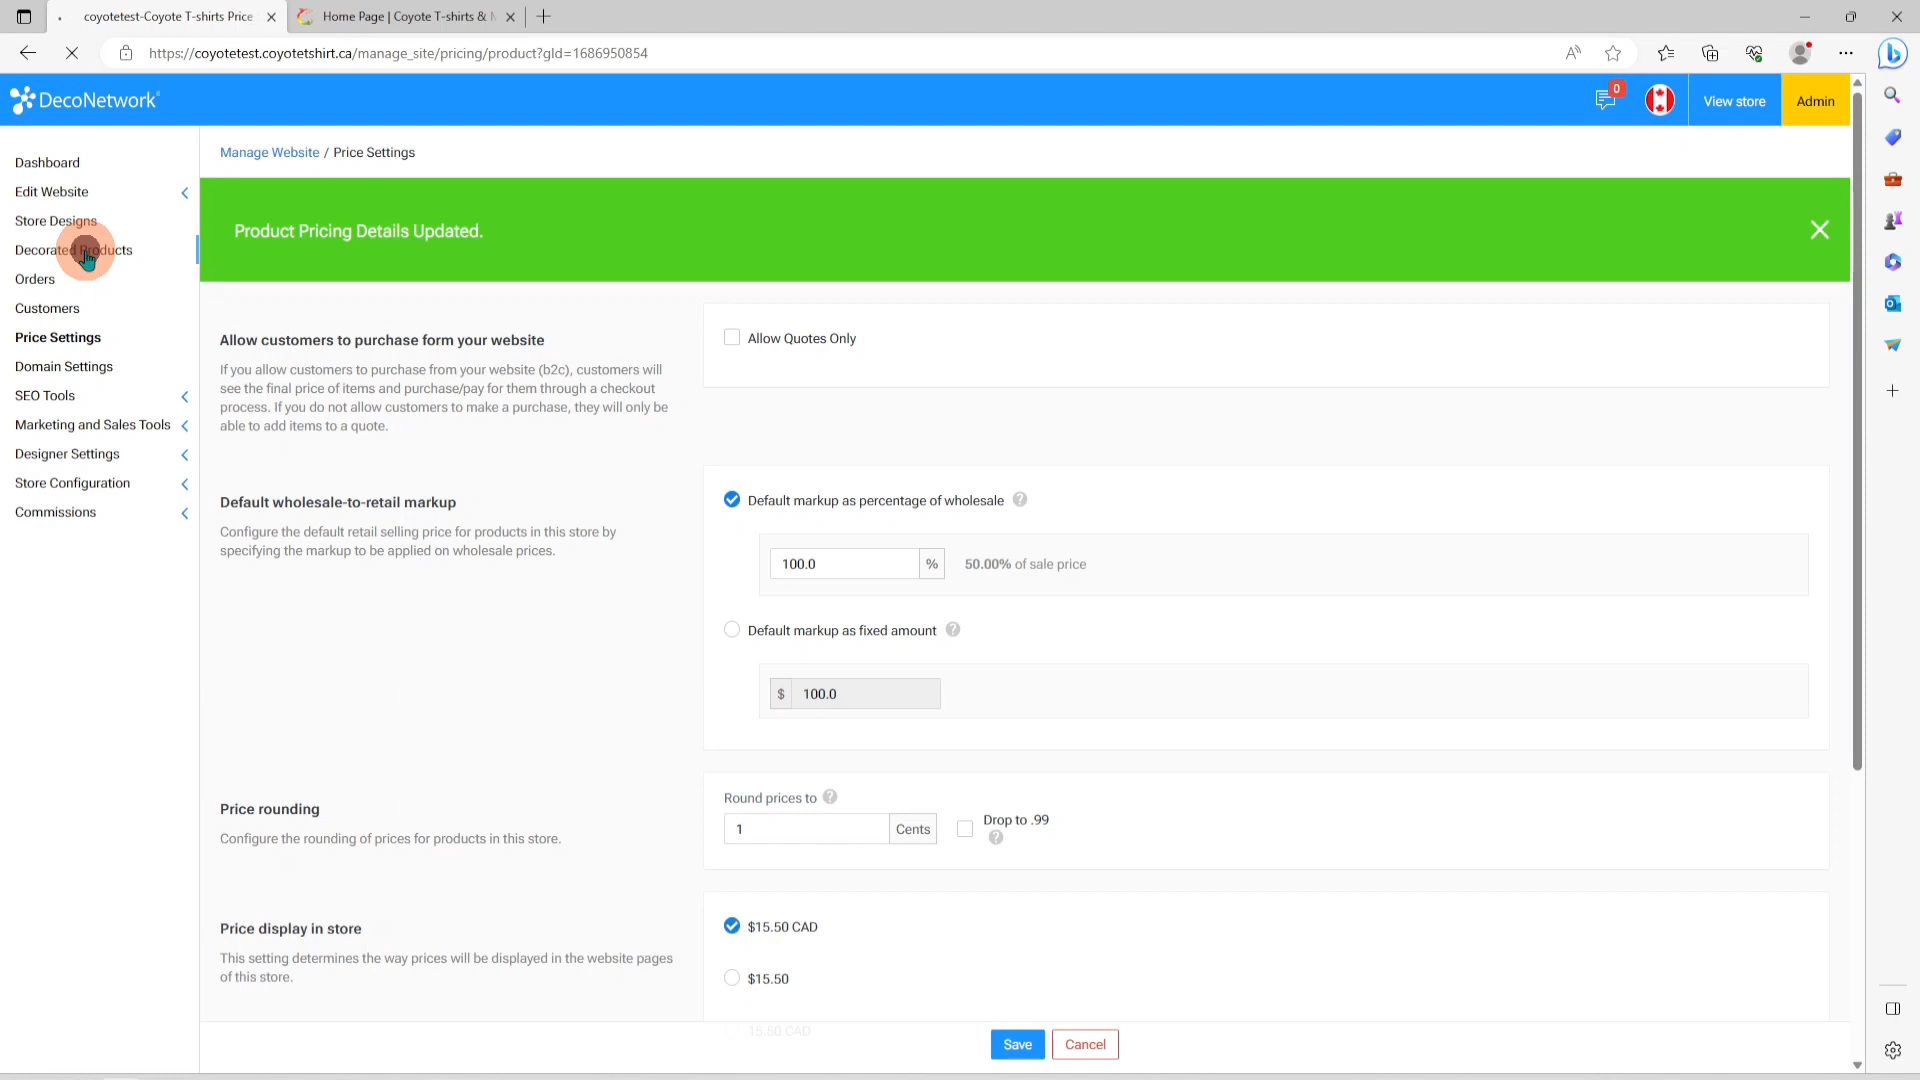 coyotetest-Coyote T-shirts Price
Home Page | Coyote T-shirts & M
https://coyotetest.coyotetshirt.ca/manage_site/pricing/product?gId=1686950854
DecoNetwork
0
View store
Admin
Dashboard
Edit Website
Store Designs
Decorated Products
Orders
Customers
Price Settings
Domain Settings
SEO Tools
Marketing and Sales Tools
Designer Settings
Store Configuration
Commissions
Manage Website / Price Settings
Product Pricing Details Updated.
Allow customers to purchase form your website
If you allow customers to purchase from your website (b2c), customers will
see the final price of items and purchase/pay for them through a checkout
process. If you do not allow customers to make a purchase, they will only be
able to add items to a quote.
Allow Quotes Only
Default wholesale-to-retail markup
Configure the default retail selling price for products in this store by
specifying the markup to be applied on wholesale prices.
Default markup as percentage of wholesale ?
100.0 % 50.00% of sale price
Default markup as fixed amount ?
$ 100.0
Price rounding
Configure the rounding of prices for products in this store.
Round prices to ?
1 Cents
Drop to .99
?
Price display in store
This setting determines the way prices will be displayed in the website pages
of this store.
$15.50 CAD
$15.50
15.50 CAD
Save
Cancel